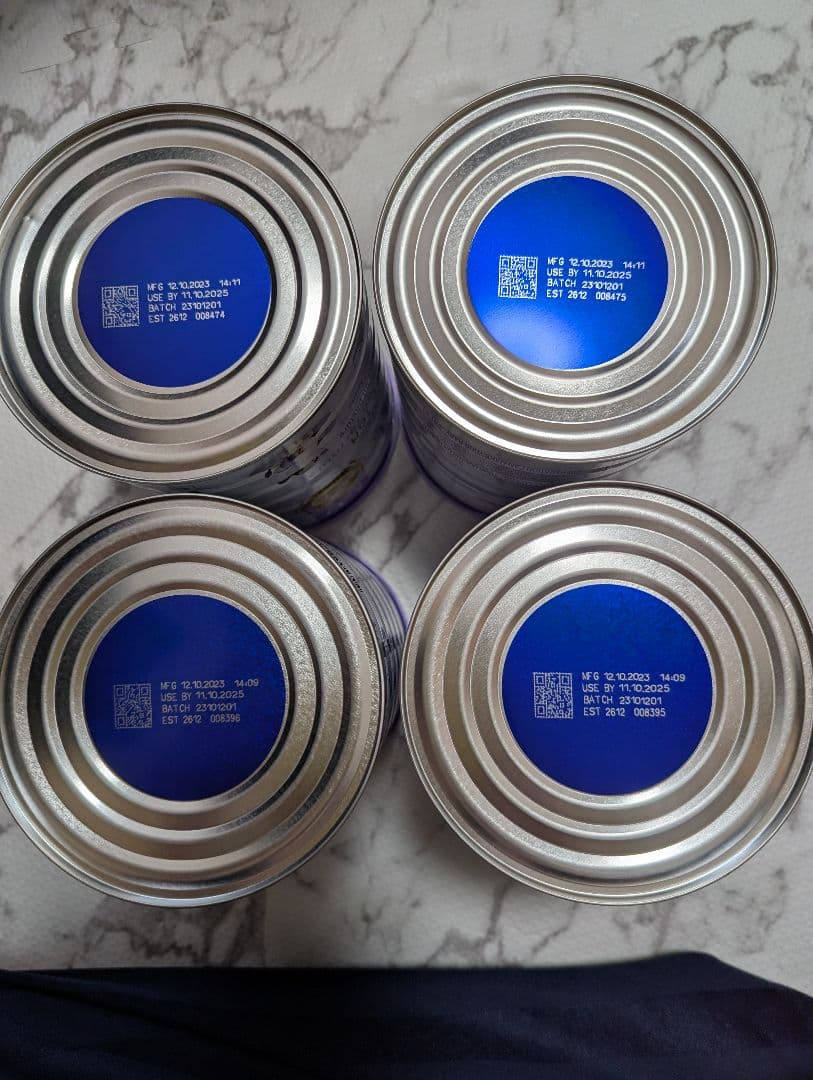 MFG 12.10.2023 14:11
USE BY 11.10.2025
BATCH 23101201
EST 2612 008474
MFG 12.10.2023 14:11
USE BY 11.10.2025
BATCH 23101201
EST 2612 008475
MFG 12.10.2023 14:09
USE BY 11.10.2025
BATCH 23101201
EST 2612 008396
MFG 12.10.2023 14:09
USE BY 11.10.2025
BATCH 23101201
EST 2612 008395